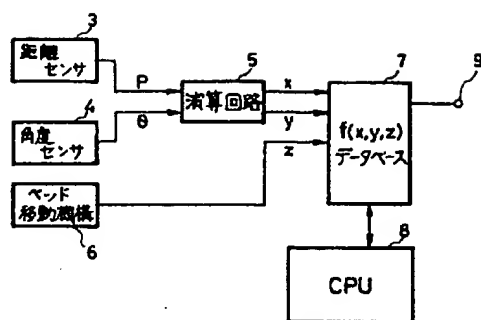 3
距離
センサ
P
5
演算回路
x
y
7
f(x,y,z)
データベース
9
4
角度
センサ
θ
z
ベッド
移動機構
6
8
CPU